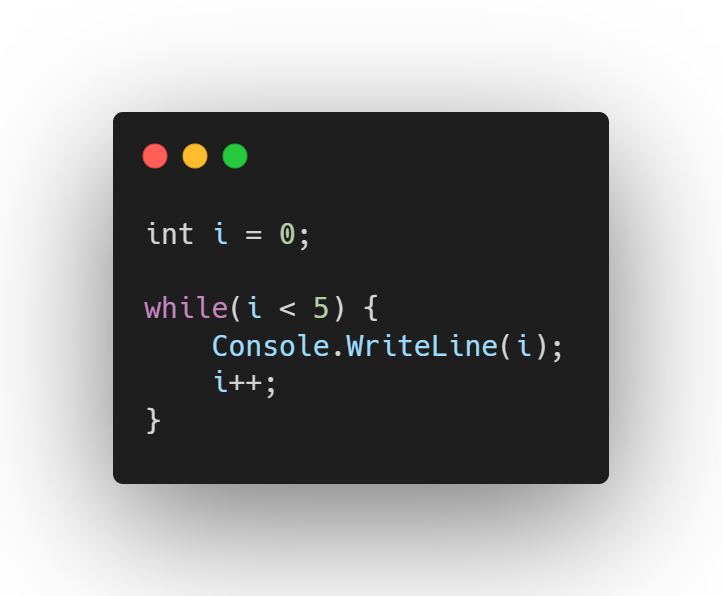 int i = 0;
while(i < 5) {
    Console.WriteLine(i);
    i++;
}